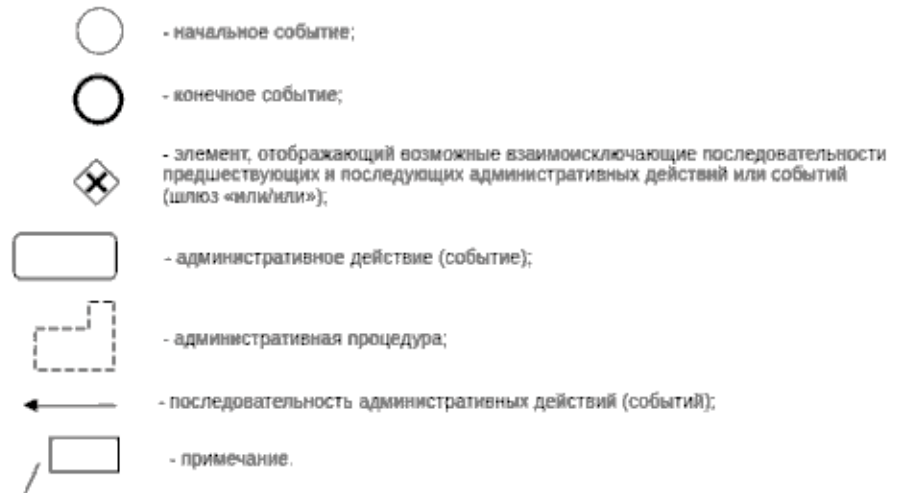 - начальное событие;
- конечное событие;
- элемент, отображающий возможные взаимоисключающие последовательности
предшествующих и последующих административных действий или событий
(шлюз «или/или»);
- административное действие (событие);
- административная процедура;
- последовательность административных действий (событий);
- примечание.